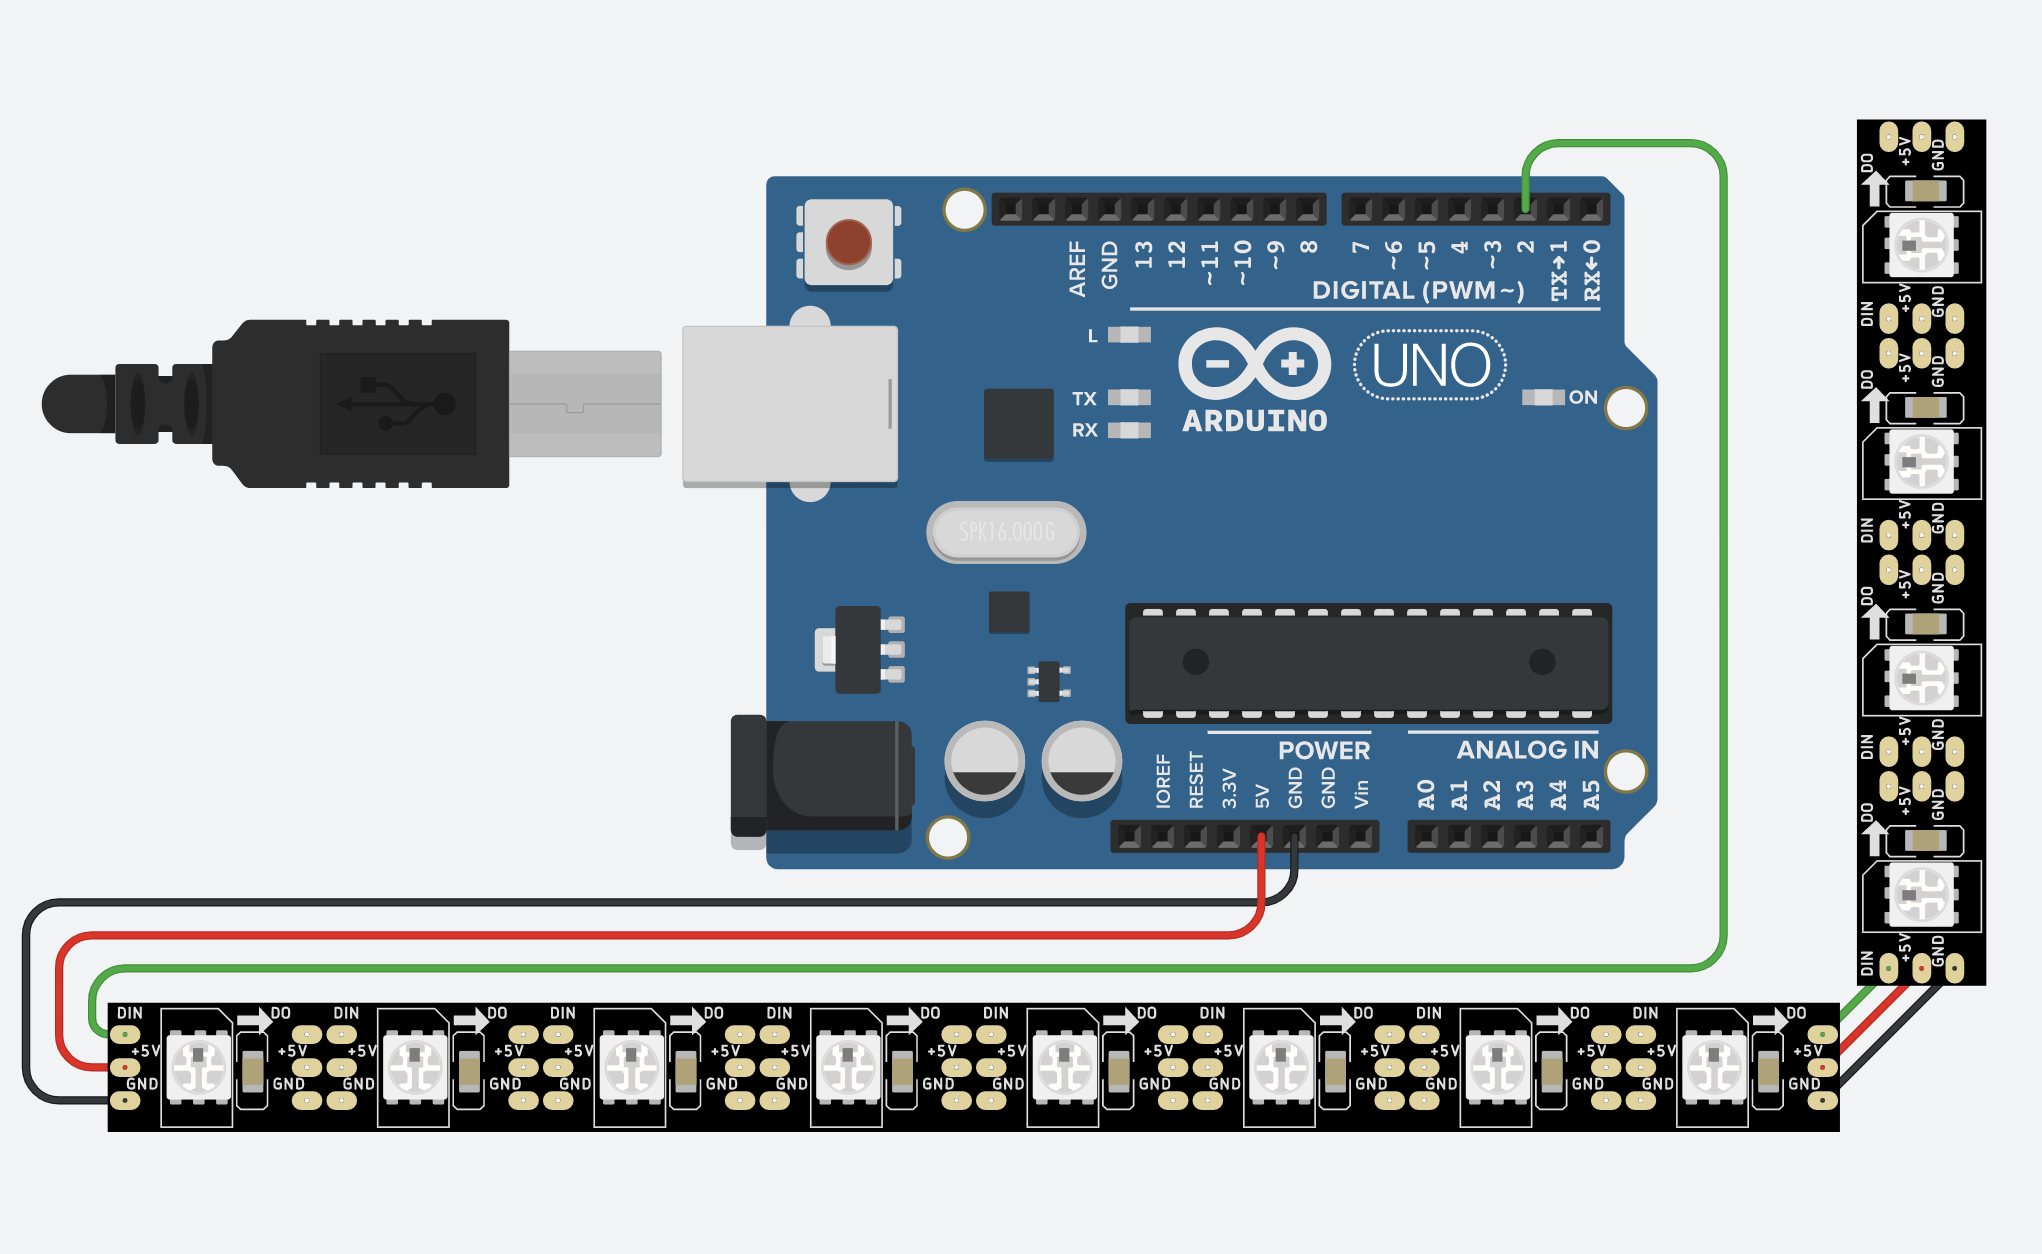 AREF
GND
13
12
~11
~10
~9
8
7
~6
~5
4
~3
2
TX→1
RX←0
DIGITAL (PWM~)
L
TX
RX
ARDUINO
UNO
ON
SPK16.000G
POWER
ANALOG IN
IOREF
RESET
3.3V
5V
GND
GND
Vin
A0
A1
A2
A3
A4
A5
DO +5V GND
DIN +5V GND
DO +5V GND
DIN +5V GND
DO +5V GND
DIN +5V GND
DO +5V GND
DIN +5V GND
DIN DO DIN DO DIN DO DIN DO DIN DO DIN DO DIN DO DIN DO
+5V +5V +5V +5V +5V +5V +5V +5V +5V +5V +5V +5V +5V +5V +5V +5V
GND GND GND GND GND GND GND GND GND GND GND GND GND GND GND GND